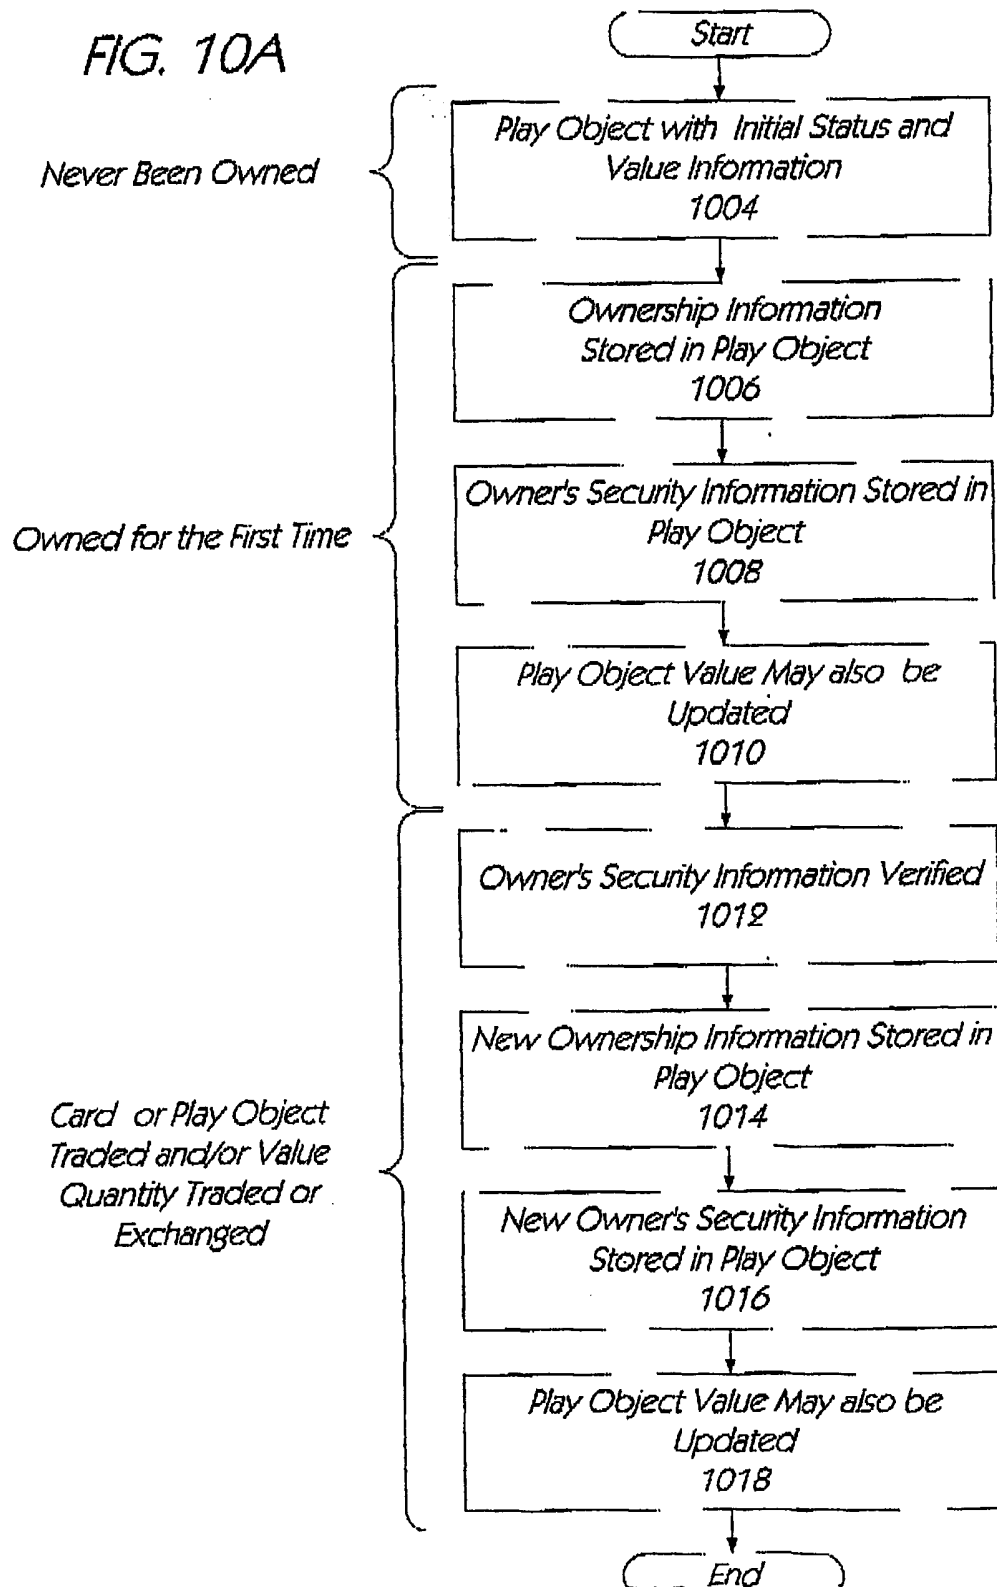 FIG. 10A
Start
Never Been Owned
Play Object with Initial Status and
Value Information
1004
Owned for the First Time
Ownership Information
Stored in Play Object
1006
Owner's Security Information Stored in
Play Object
1008
Play Object Value May also be
Updated
1010
Card or Play Object
Traded and/or Value
Quantity Traded or
Exchanged
Owner's Security Information Verified
1012
New Ownership Information Stored in
Play Object
1014
New Owner's Security Information
Stored in Play Object
1016
Play Object Value May also be
Updated
1018
End